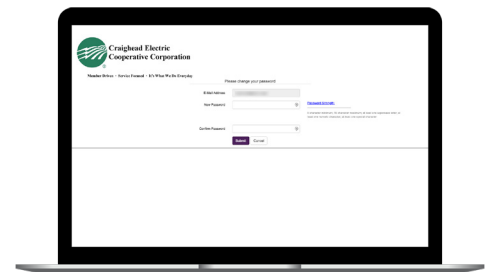 Craighead Electric
Cooperative Corporation
Member Driven • Service Focused • It's What We Do Everyday
Please change your password
E-Mail Address
New Password
Password strength:
Confirm Password
Submit Cancel